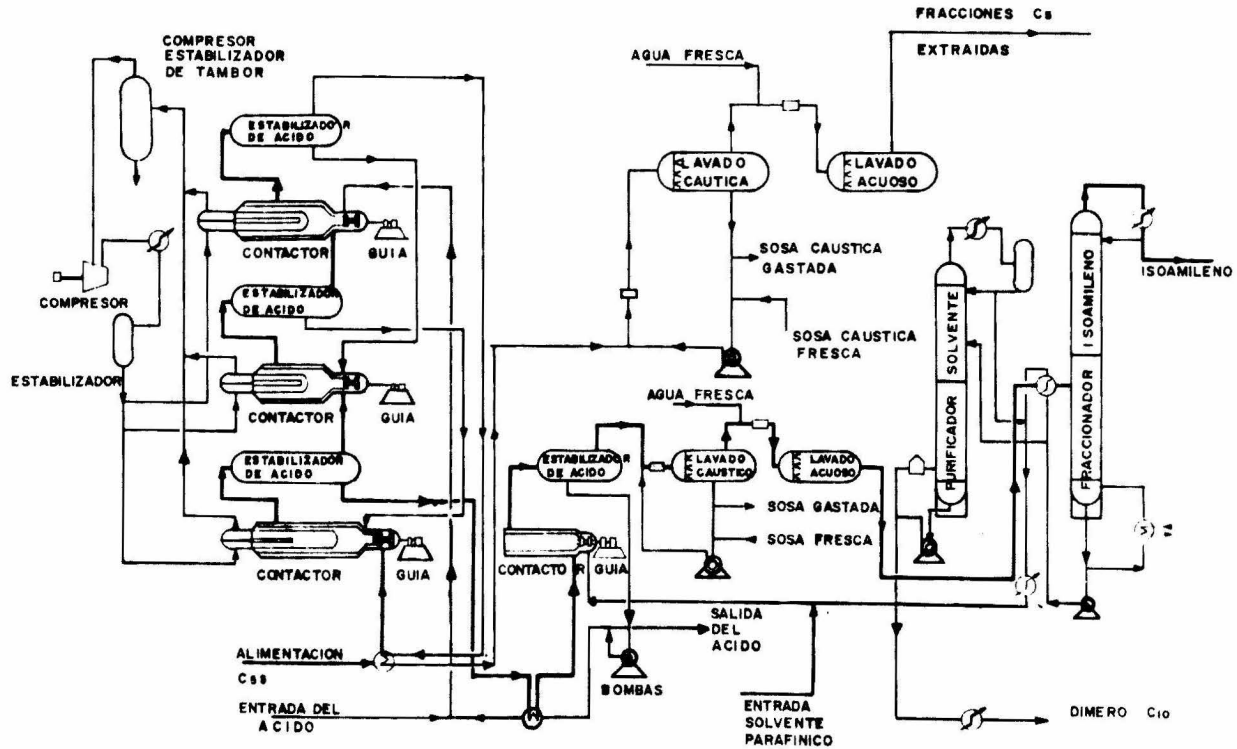 FRACCIONES C5
EXTRAIDAS
COMPRESOR
ESTABILIZADOR
DE TAMBOR
AGUA FRESCA
ESTABILIZADOR
DE ACIDO
LAVADO
CAUTICA
LAVADO
ACUOSO
CONTACTOR
GUIA
SOSA CAUSTICA
GASTADA
ISOAMILENO
COMPRESOR
ESTABILIZADOR
DE ACIDO
SOSA CAUSTICA
FRESCA
PURIFICADOR SOLVENTE
FRACCIONADOR ISOAMILENO
ESTABILIZADOR
CONTACTOR
GUIA
AGUA FRESCA
ESTABILIZADOR
DE ACIDO
ESTABILIZADOR
DE ACIDO
LAVADO
CAUSTICO
LAVADO
ACUOSO
SOSA GASTADA
SOSA FRESCA
CONTACTOR
GUIA
CONTACTOR
GUIA
SALIDA
DEL
ACIDO
ALIMENTACION
C5S
BOMBAS
ENTRADA DEL
ACIDO
ENTRADA
SOLVENTE
PARAFINICO
DIMERO C10